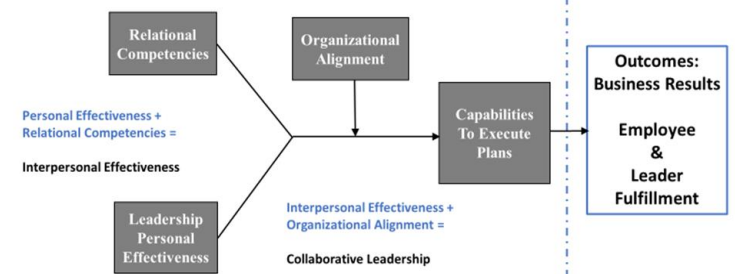 Relational
Competencies
Organizational
Alignment
Personal Effectiveness +
Relational Competencies =
Interpersonal Effectiveness
Capabilities
To Execute
Plans
Outcomes:
Business Results
Employee
&
Leader
Fulfillment
Leadership
Personal
Effectiveness
Interpersonal Effectiveness +
Organizational Alignment =
Collaborative Leadership